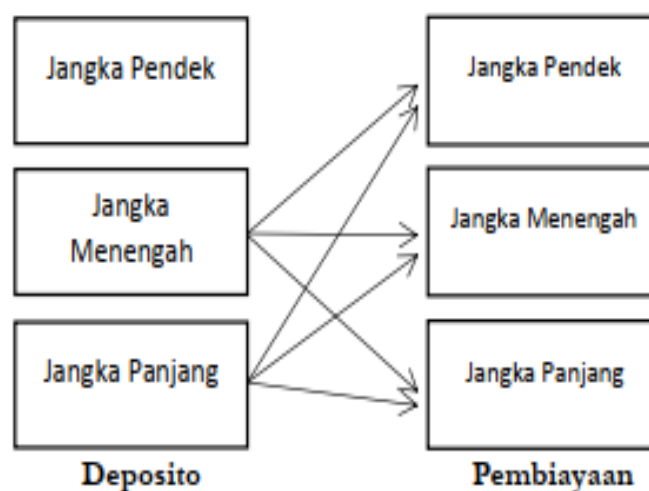 Jangka Pendek
Jangka
Menengah
Jangka Panjang
Deposito
Jangka Pendek
Jangka Menengah
Jangka Panjang
Pembiayaan